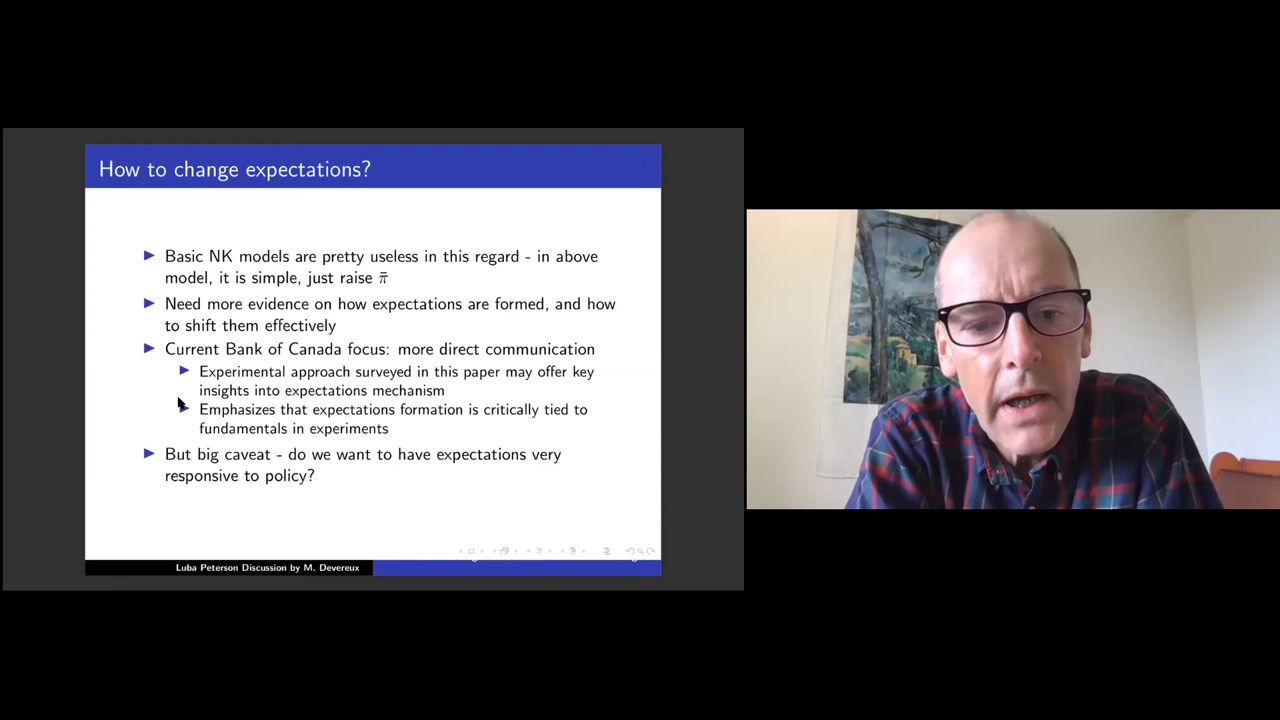 How to change expectations?
Basic NK models are pretty useless in this regard - in above
model, it is simple, just raise π̄
Need more evidence on how expectations are formed, and how
to shift them effectively
Current Bank of Canada focus: more direct communication
Experimental approach surveyed in this paper may offer key
insights into expectations mechanism
Emphasizes that expectations formation is critically tied to
fundamentals in experiments
But big caveat - do we want to have expectations very
responsive to policy?
Luba Peterson Discussion by M. Devereux